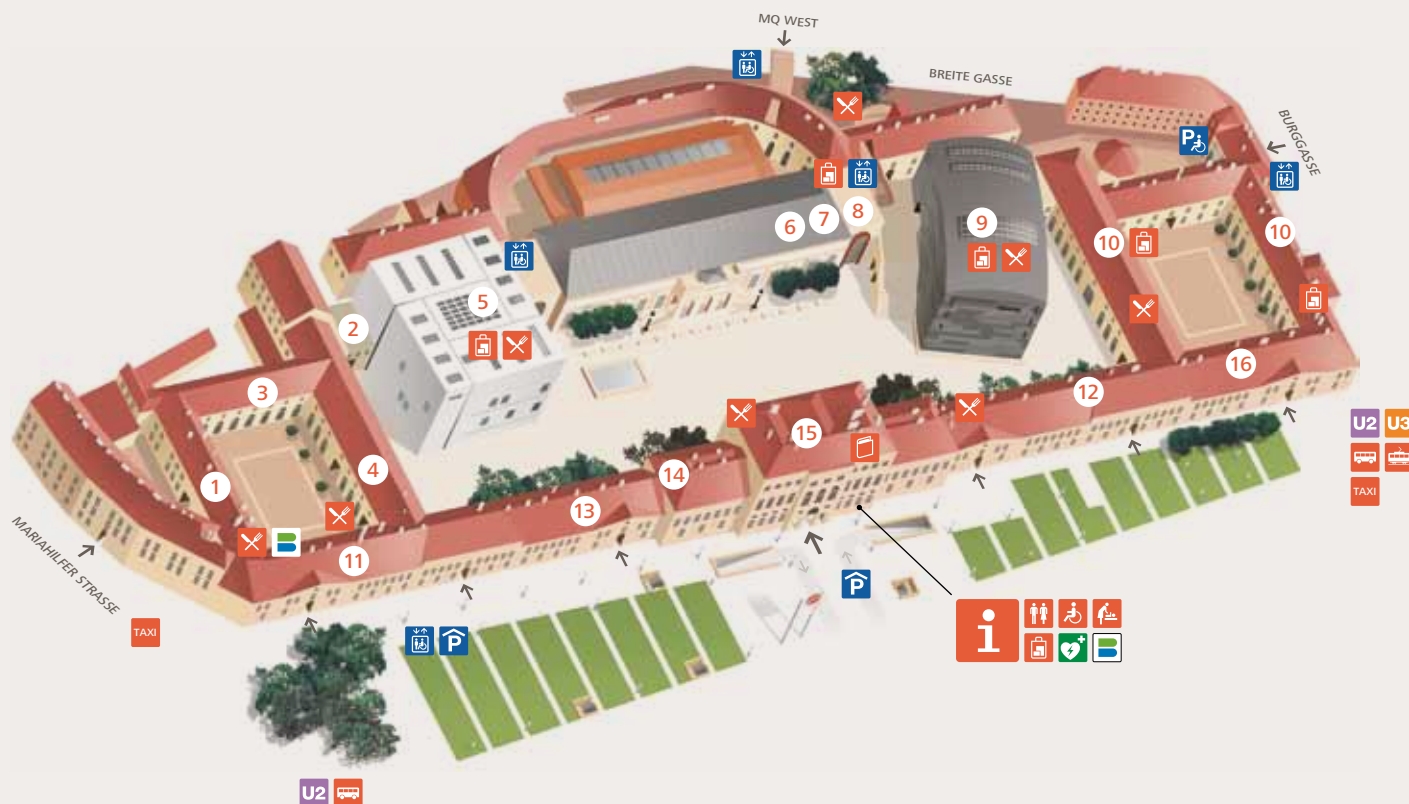 MQ WEST
BREITE GASSE
BURGGASSE
P
8
7
6
9
10
10
5
2
3
16
12
15
4
14
1
13
11
U2 U3
TAXI
MARIAHILFER STRASSE
P
TAXI
P
i
U2